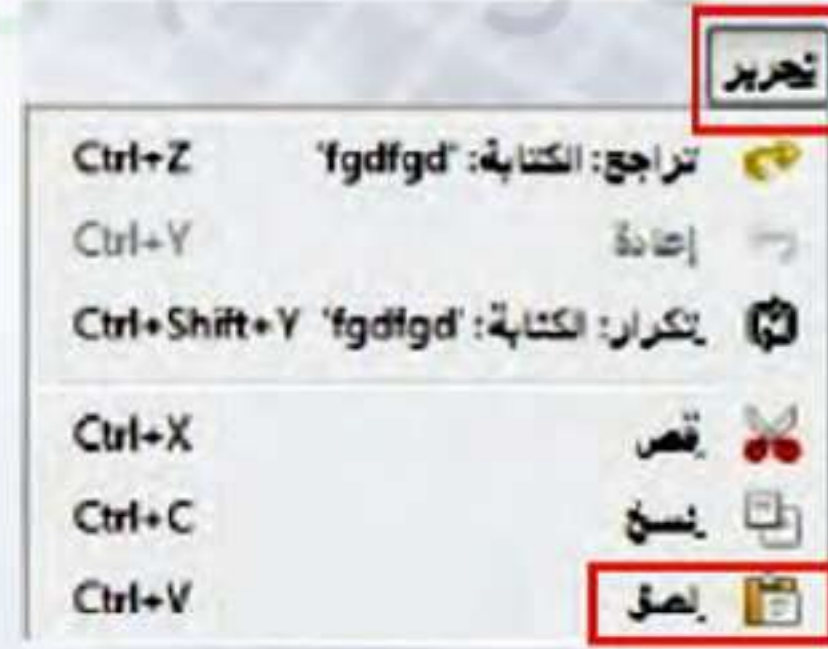 تحرير
تراجع: الكتابة: 'fgdfgd' Ctrl+Z
إعادة Ctrl+Y
تكرار: الكتابة: 'fgdfgd' Ctrl+Shift+Y
قص Ctrl+X
نسخ Ctrl+C
لصق Ctrl+V